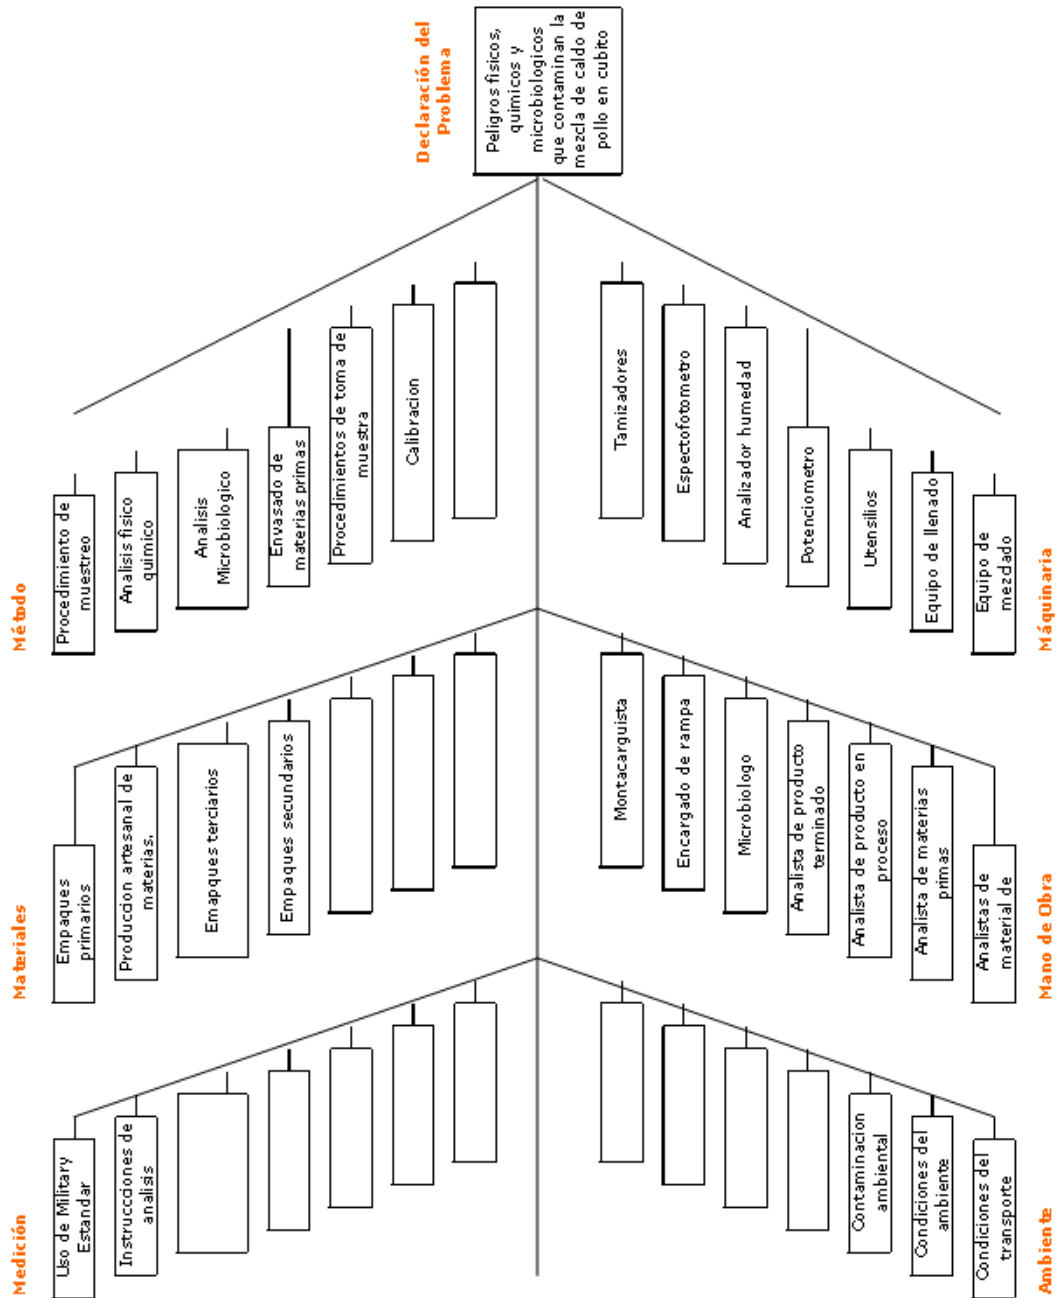 Medición
Materiales
Método
Declaración del
Problema
Uso de Military
Estandar
Instruccciones de
analisis
Empaques
primarios
Produccion artesanal de
materias,
Emapques terciarios
Empaques secundarios
Procedimiento de
muestreo
Analisis fisico
quimico
Analisis
Microbiologico
Envasado de
materias primas
Procedimientos de toma de
muestra
Calibracion
Peligros fisicos,
quimicos y
microbiologicos
que contaminan la
mezcla de caldo de
pollo en cubito
Contaminacion
ambiental
Condiciones del
ambiente
Condiciones del
transporte
Montacarguista
Encargado de rampa
Microbiologo
Analista de producto
terminado
Analista de producto en
proceso
Analista de materias
primas
Analistas de
material de
Tamizadores
Espectofotometro
Analizador humedad
Potenciometro
Utensilios
Equipo de llenado
Equipo de
mezclado
Ambiente
Mano de Obra
Máquinaria